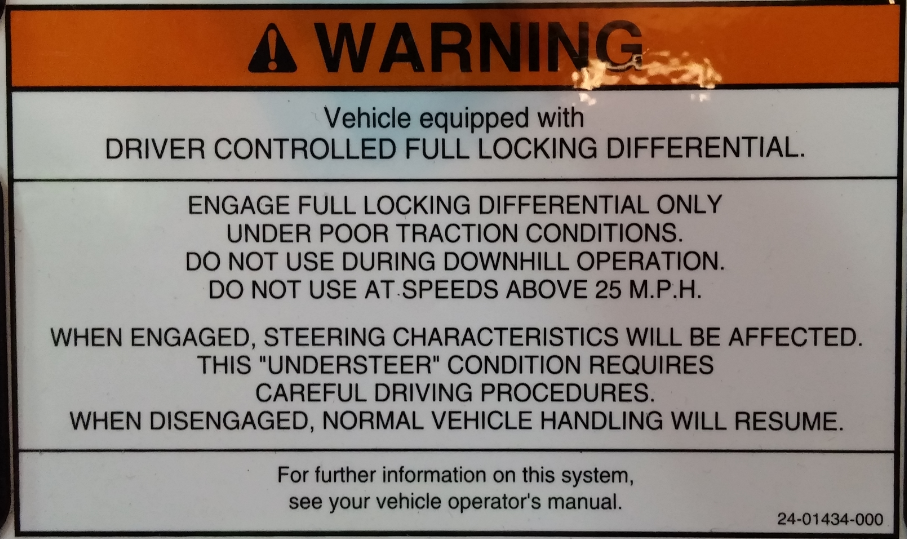 WARNING
Vehicle equipped with
DRIVER CONTROLLED FULL LOCKING DIFFERENTIAL.
ENGAGE FULL LOCKING DIFFERENTIAL ONLY
UNDER POOR TRACTION CONDITIONS.
DO NOT USE DURING DOWNHILL OPERATION.
DO NOT USE AT SPEEDS ABOVE 25 M.P.H.
WHEN ENGAGED, STEERING CHARACTERISTICS WILL BE AFFECTED.
THIS "UNDERSTEER" CONDITION REQUIRES
CAREFUL DRIVING PROCEDURES.
WHEN DISENGAGED, NORMAL VEHICLE HANDLING WILL RESUME.
For further information on this system,
see your vehicle operator's manual.
24-01434-000